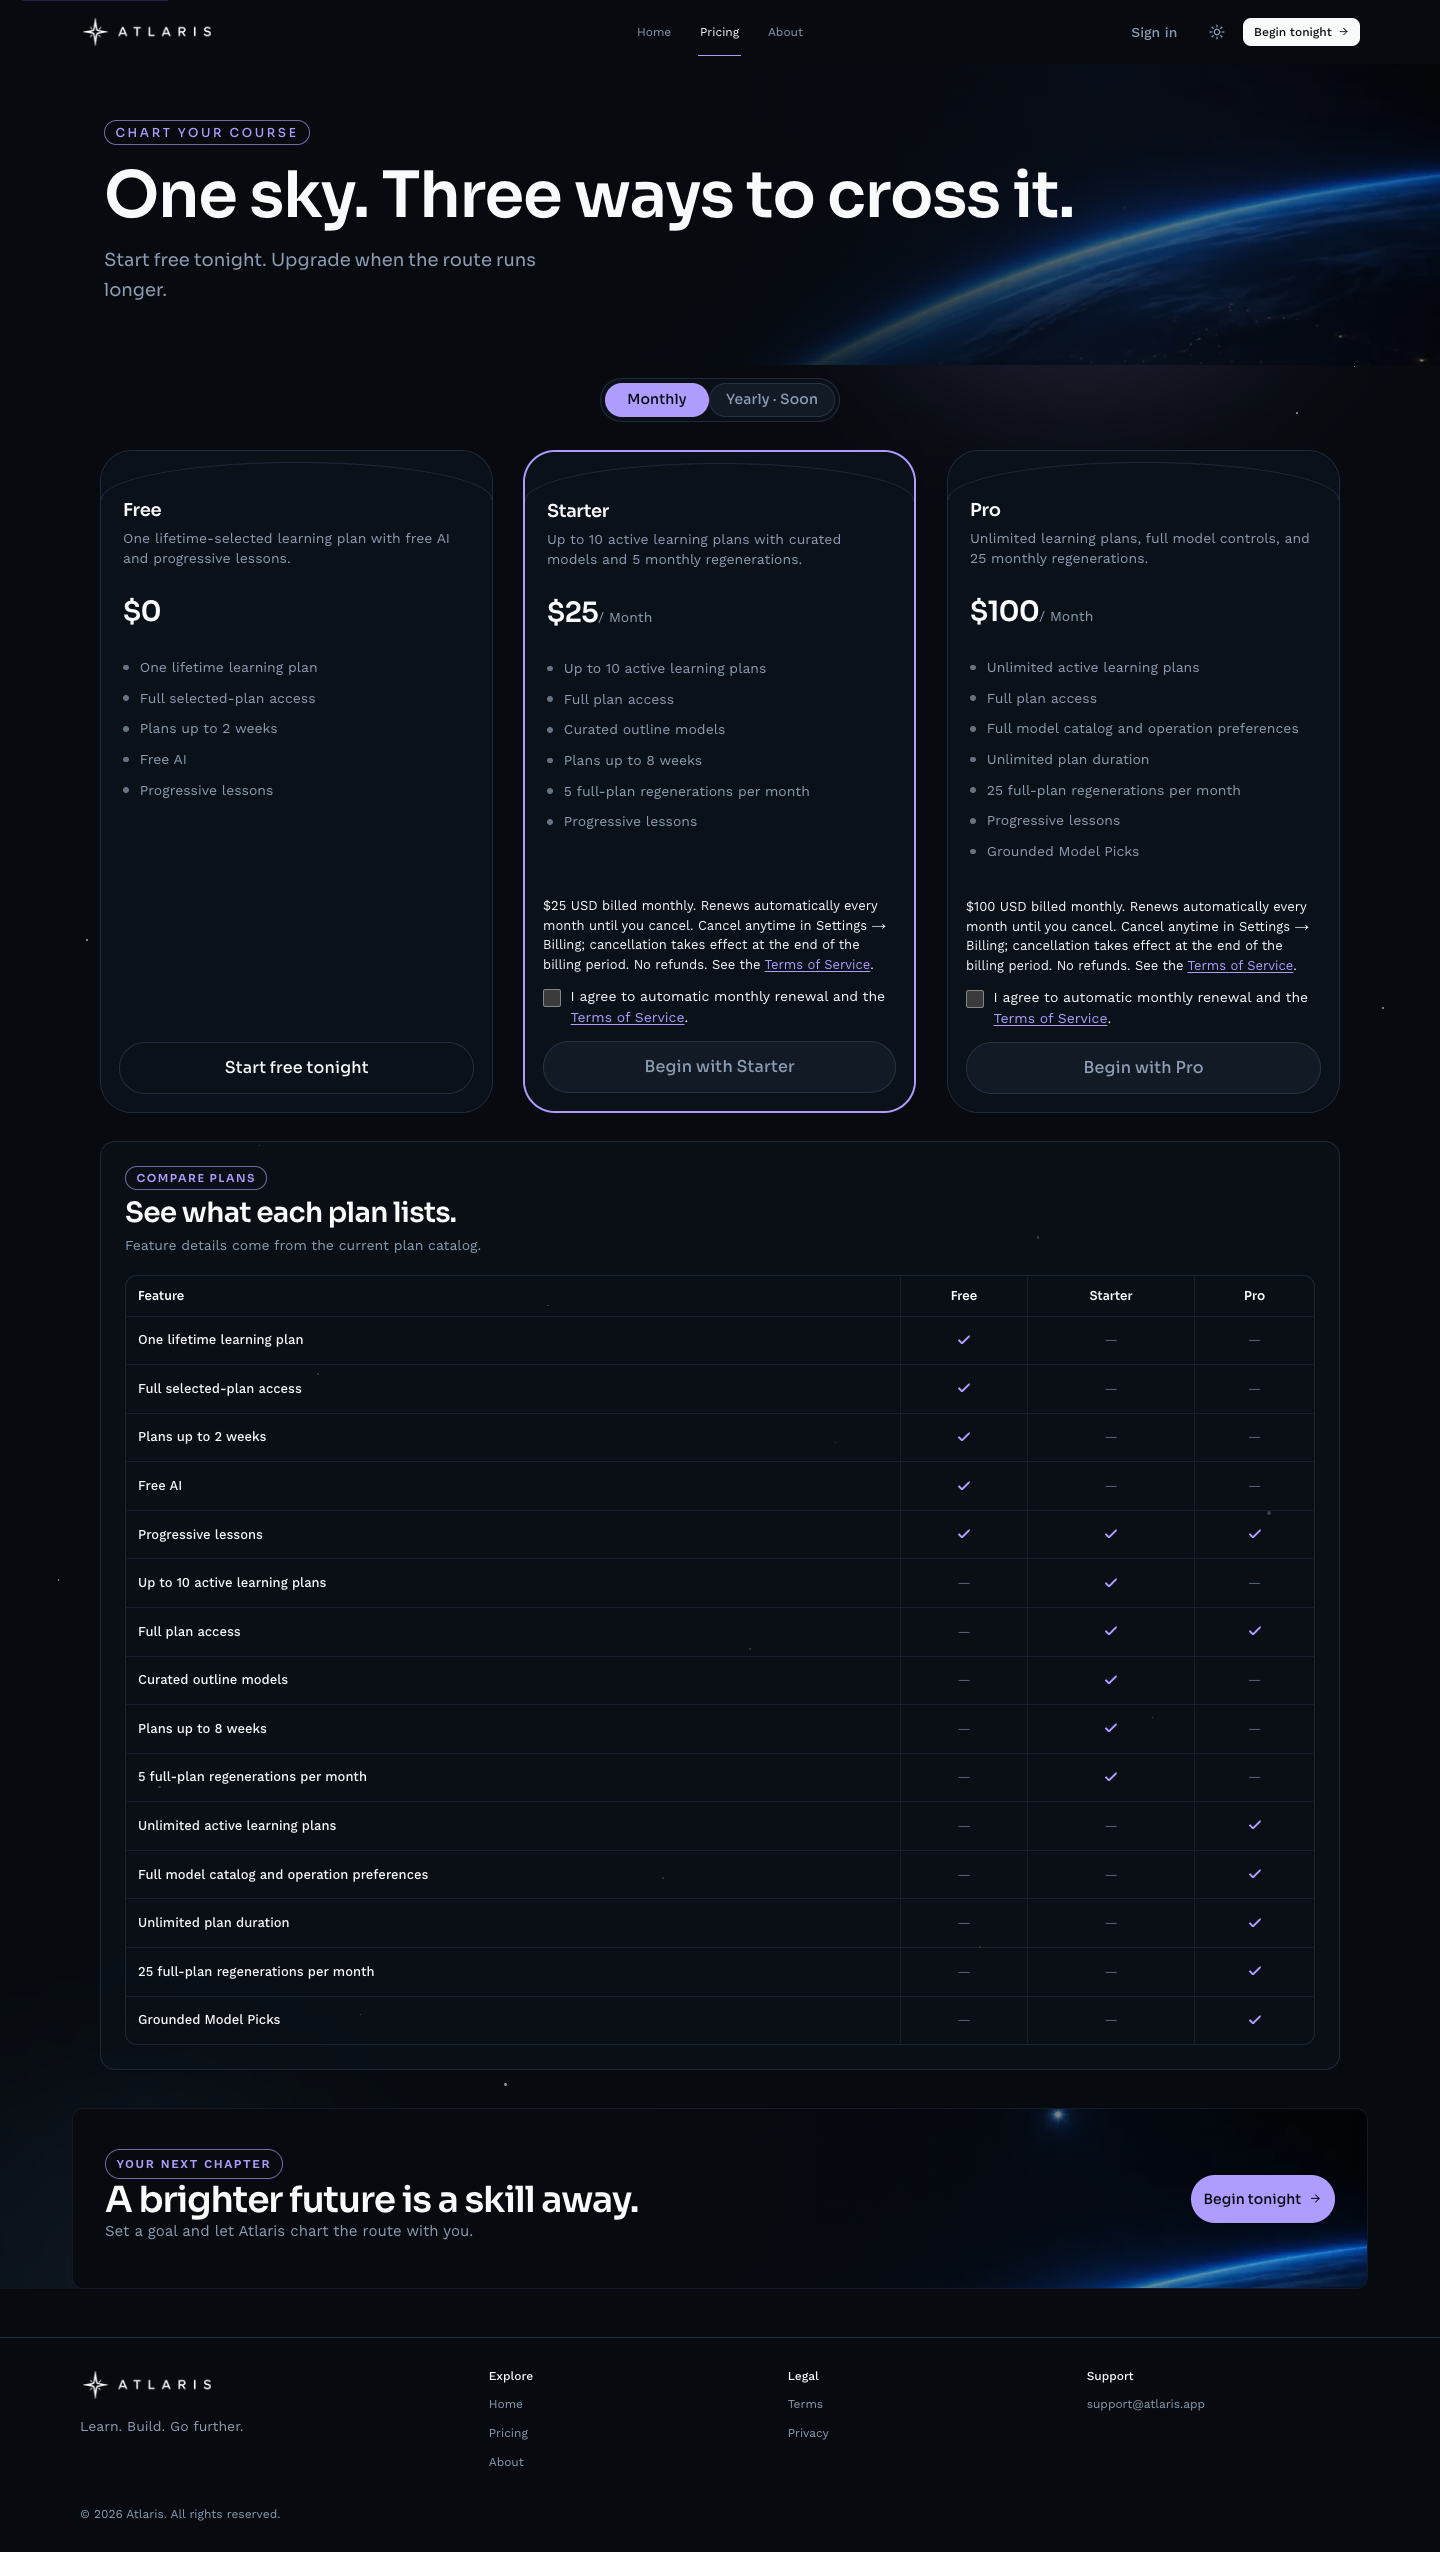 ATLARIS
Home
Pricing
About
Sign in
Begin tonight →
CHART YOUR COURSE
One sky. Three ways to cross it.
Start free tonight. Upgrade when the route runs
longer.
Monthly
Yearly · Soon
Free
One lifetime-selected learning plan with free AI
and progressive lessons.
$0
One lifetime learning plan
Full selected-plan access
Plans up to 2 weeks
Free AI
Progressive lessons
Start free tonight
Starter
Up to 10 active learning plans with curated
models and 5 monthly regenerations.
$25/ Month
Up to 10 active learning plans
Full plan access
Curated outline models
Plans up to 8 weeks
5 full-plan regenerations per month
Progressive lessons
$25 USD billed monthly. Renews automatically every
month until you cancel. Cancel anytime in Settings →
Billing; cancellation takes effect at the end of the
billing period. No refunds. See the Terms of Service.
I agree to automatic monthly renewal and the
Terms of Service.
Begin with Starter
Pro
Unlimited learning plans, full model controls, and
25 monthly regenerations.
$100/ Month
Unlimited active learning plans
Full plan access
Full model catalog and operation preferences
Unlimited plan duration
25 full-plan regenerations per month
Progressive lessons
Grounded Model Picks
$100 USD billed monthly. Renews automatically every
month until you cancel. Cancel anytime in Settings →
Billing; cancellation takes effect at the end of the
billing period. No refunds. See the Terms of Service.
I agree to automatic monthly renewal and the
Terms of Service.
Begin with Pro
COMPARE PLANS
See what each plan lists.
Feature details come from the current plan catalog.
Feature Free Starter Pro
One lifetime learning plan ✓ — —
Full selected-plan access ✓ — —
Plans up to 2 weeks ✓ — —
Free AI ✓ — —
Progressive lessons ✓ ✓ ✓
Up to 10 active learning plans — ✓ —
Full plan access — ✓ ✓
Curated outline models — ✓ —
Plans up to 8 weeks — ✓ —
5 full-plan regenerations per month — ✓ —
Unlimited active learning plans — — ✓
Full model catalog and operation preferences — — ✓
Unlimited plan duration — — ✓
25 full-plan regenerations per month — — ✓
Grounded Model Picks — — ✓
YOUR NEXT CHAPTER
A brighter future is a skill away.
Set a goal and let Atlaris chart the route with you.
Begin tonight →
ATLARIS
Learn. Build. Go further.
Explore
Home
Pricing
About
Legal
Terms
Privacy
Support
support@atlaris.app
© 2026 Atlaris. All rights reserved.